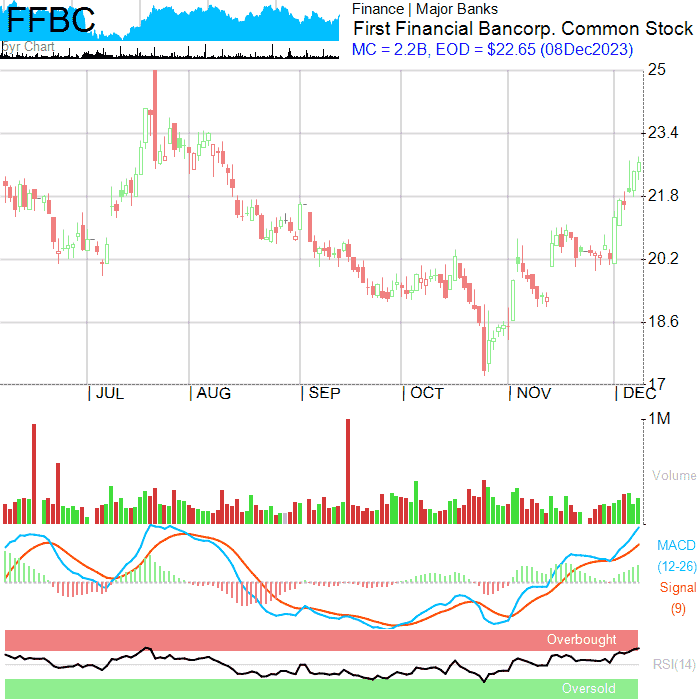 FFBC
Finance | Major Banks
First Financial Bancorp. Common Stock
MC = 2.2B, EOD = $22.65 (08Dec2023)
5yr Chart
25
23.4
21.8
20.2
18.6
17
| JUL | AUG | SEP | OCT | NOV | DEC
1M
Volume
MACD
(12-26)
Signal
(9)
Overbought
RSI(14)
Oversold